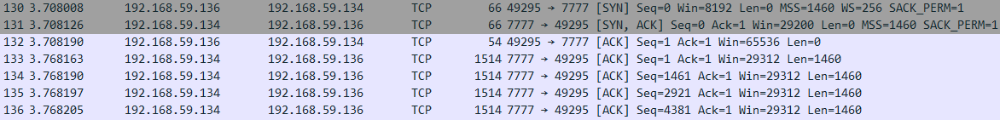 130 3.708008 192.168.59.136 192.168.59.134 TCP 66 49295 → 7777 [SYN] Seq=0 Win=8192 Len=0 MSS=1460 WS=256 SACK_PERM=1
131 3.708126 192.168.59.134 192.168.59.136 TCP 66 7777 → 49295 [SYN, ACK] Seq=0 Ack=1 Win=29200 Len=0 MSS=1460 SACK_PERM=1
132 3.708190 192.168.59.136 192.168.59.134 TCP 54 49295 → 7777 [ACK] Seq=1 Ack=1 Win=65536 Len=0
133 3.768163 192.168.59.134 192.168.59.136 TCP 1514 7777 → 49295 [ACK] Seq=1 Ack=1 Win=29312 Len=1460
134 3.768190 192.168.59.134 192.168.59.136 TCP 1514 7777 → 49295 [ACK] Seq=1461 Ack=1 Win=29312 Len=1460
135 3.768197 192.168.59.134 192.168.59.136 TCP 1514 7777 → 49295 [ACK] Seq=2921 Ack=1 Win=29312 Len=1460
136 3.768205 192.168.59.134 192.168.59.136 TCP 1514 7777 → 49295 [ACK] Seq=4381 Ack=1 Win=29312 Len=1460